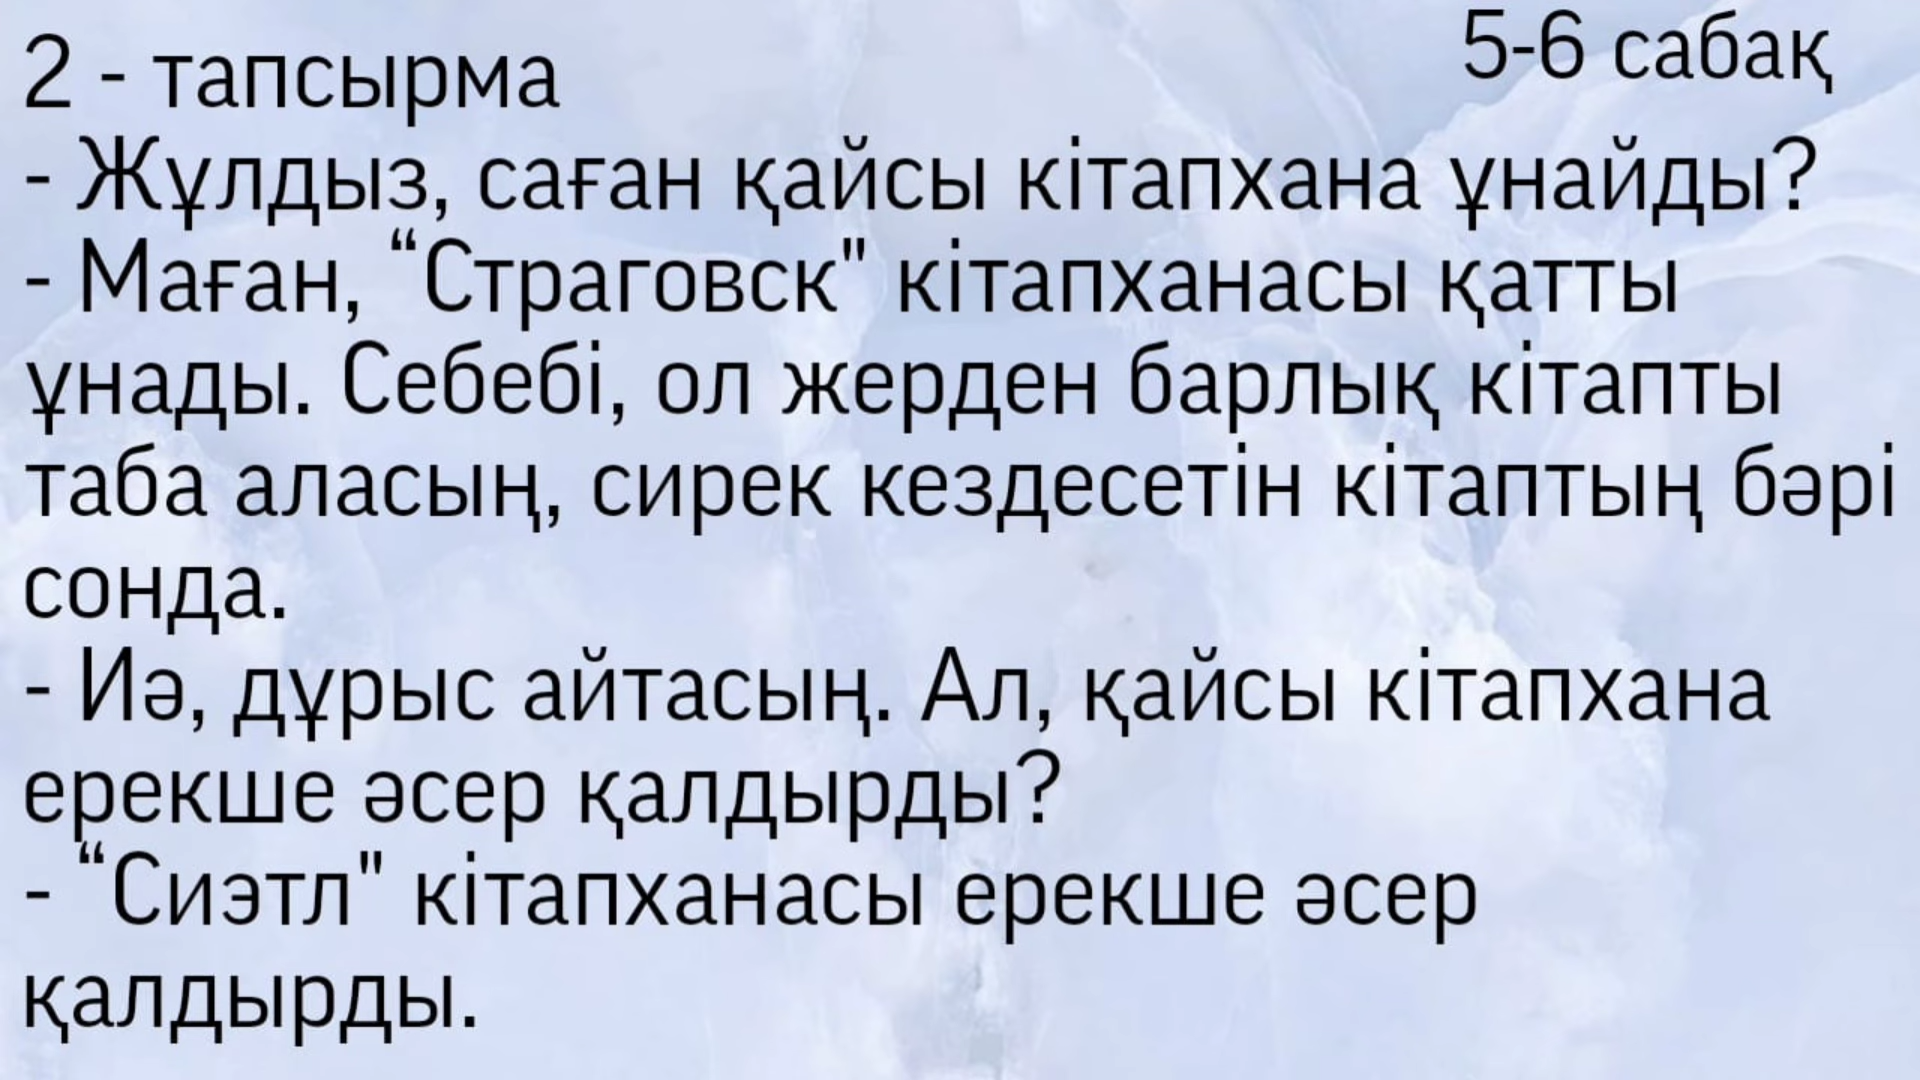 5-6 сабақ
2 - тапсырма
- Жұлдыз, саған қайсы кітапхана ұнайды?
- Маған, “Страговск" кітапханасы қатты
ұнады. Себебі, ол жерден барлық кітапты
таба аласың, сирек кездесетін кітаптың бәрі
сонда.
- Иә, дұрыс айтасың. Ал, қайсы кітапхана
ерекше әсер қалдырды?
- “Сиэтл" кітапханасы ерекше әсер
қалдырды.